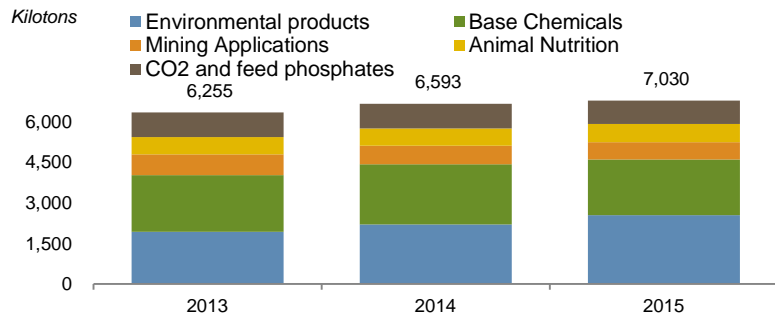 Kilotons
Environmental products
Base Chemicals
Mining Applications
Animal Nutrition
CO2 and feed phosphates
6,255
6,593
7,030
6,000
4,500
3,000
1,500
0
2013
2014
2015